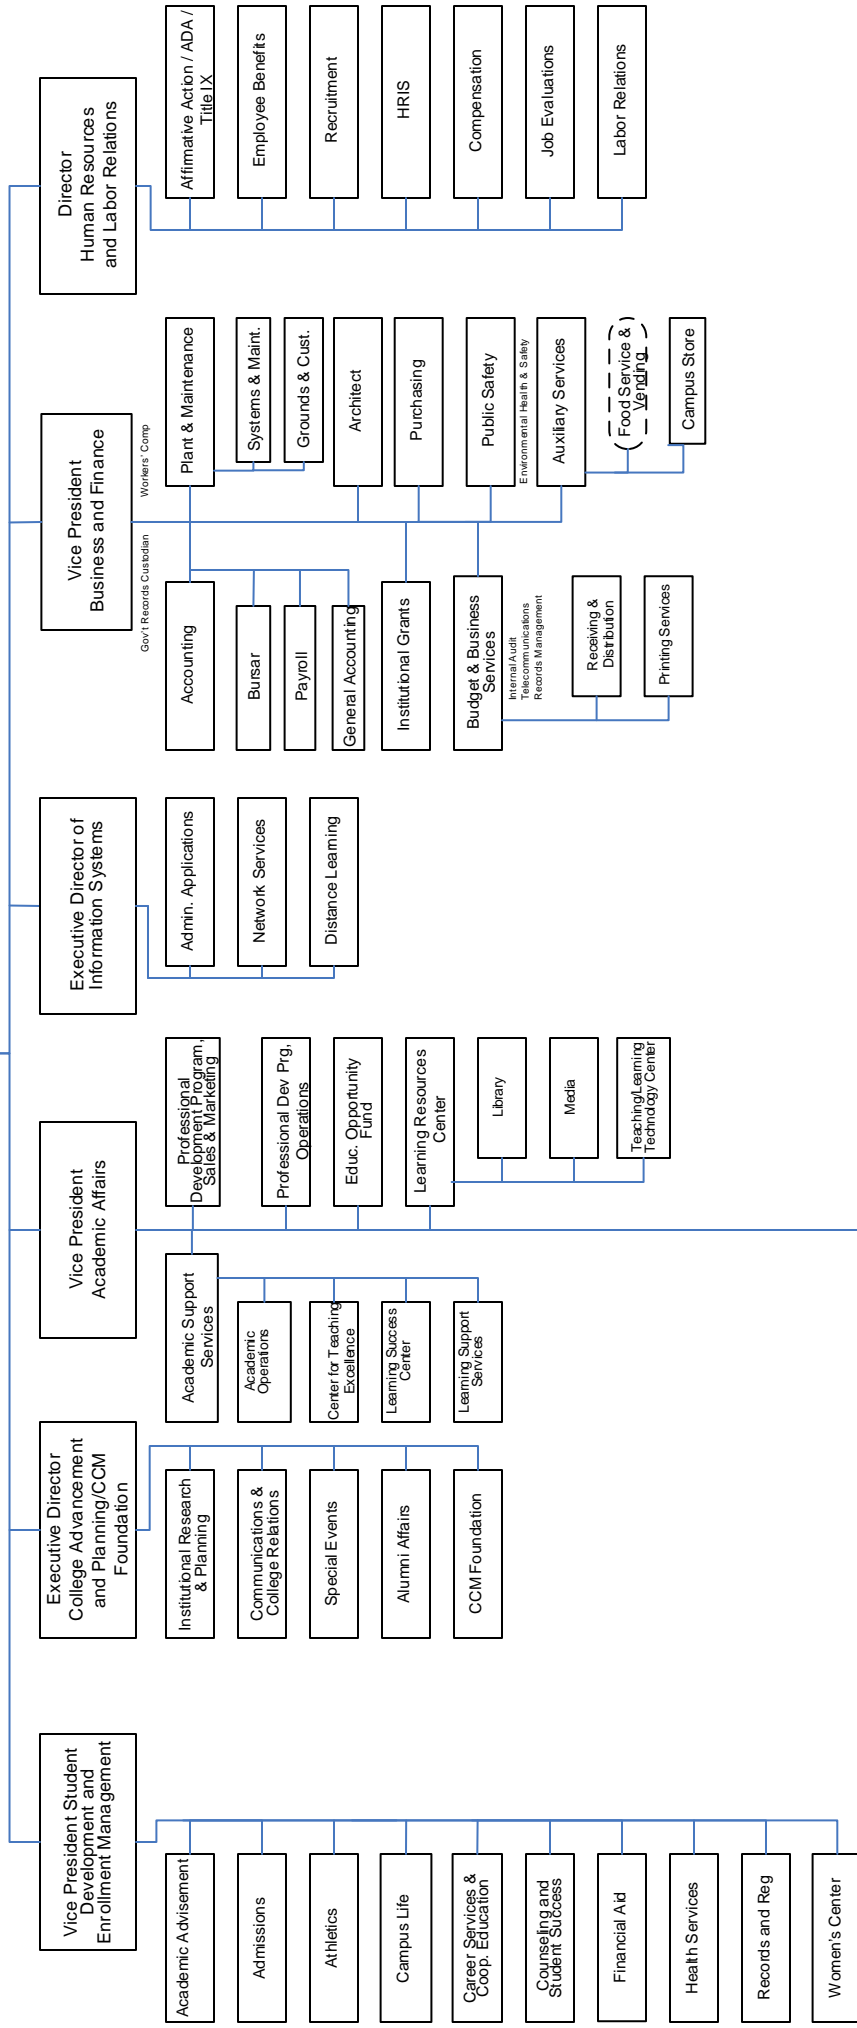 Vice President Student
Development and
Enrollment Management
Academic Advisement
Admissions
Athletics
Campus Life
Career Services &
Coop. Education
Counseling and
Student Success
Financial Aid
Health Services
Records and Reg
Women's Center
Executive Director
College Advancement
and Planning/CCM
Foundation
Institutional Research
& Planning
Communications &
College Relations
Special Events
Alumni Affairs
CCM Foundation
Vice President
Academic Affairs
Academic Support
Services
Academic
Operations
Center for Teaching
Excellence
Learning Success
Center
Learning Support
Services
Professional
Development Program,
Sales & Marketing
Professional Dev Prg,
Operations
Educ. Opportunity
Fund
Learning Resources
Center
Library
Media
Teaching/Learning
Technology Center
Executive Director of
Information Systems
Admin. Applications
Network Services
Distance Learning
Vice President
Business and Finance
Gov't Records Custodian
Workers' Comp
Accounting
Bursar
Payroll
General Accounting
Institutional Grants
Budget & Business
Services
Internal Audit
Telecommunications
Records Management
Receiving &
Distribution
Printing Services
Plant & Maintenance
Systems & Maint.
Grounds & Cust.
Architect
Purchasing
Public Safety
Environmental Health & Safety
Auxiliary Services
Food Service &
Vending
Campus Store
Director
Human Resources
and Labor Relations
Affirmative Action / ADA /
Title IX
Employee Benefits
Recruitment
HRIS
Compensation
Job Evaluations
Labor Relations